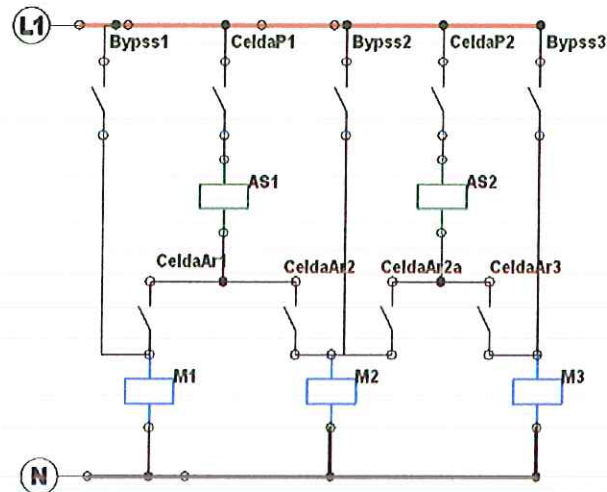 L1
Bypss1 CeldaP1 Bypss2 CeldaP2 Bypss3
AS1 AS2
CeldaAr1 CeldaAr2 CeldaAr2a CeldaAr3
M1 M2 M3
N